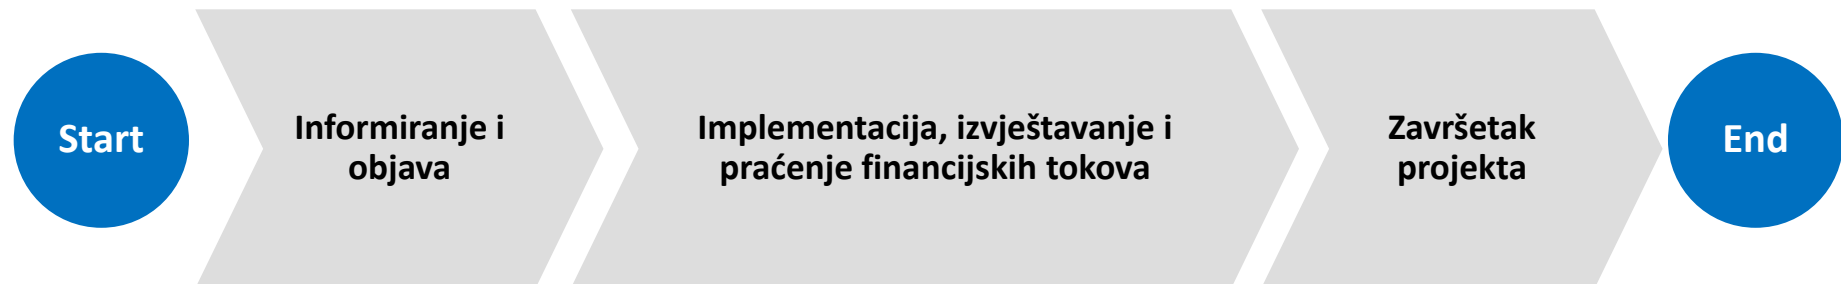 Start
Informiranje i
objava
Implementacija, izvještavanje i
praćenje financijskih tokova
Završetak
projekta
End